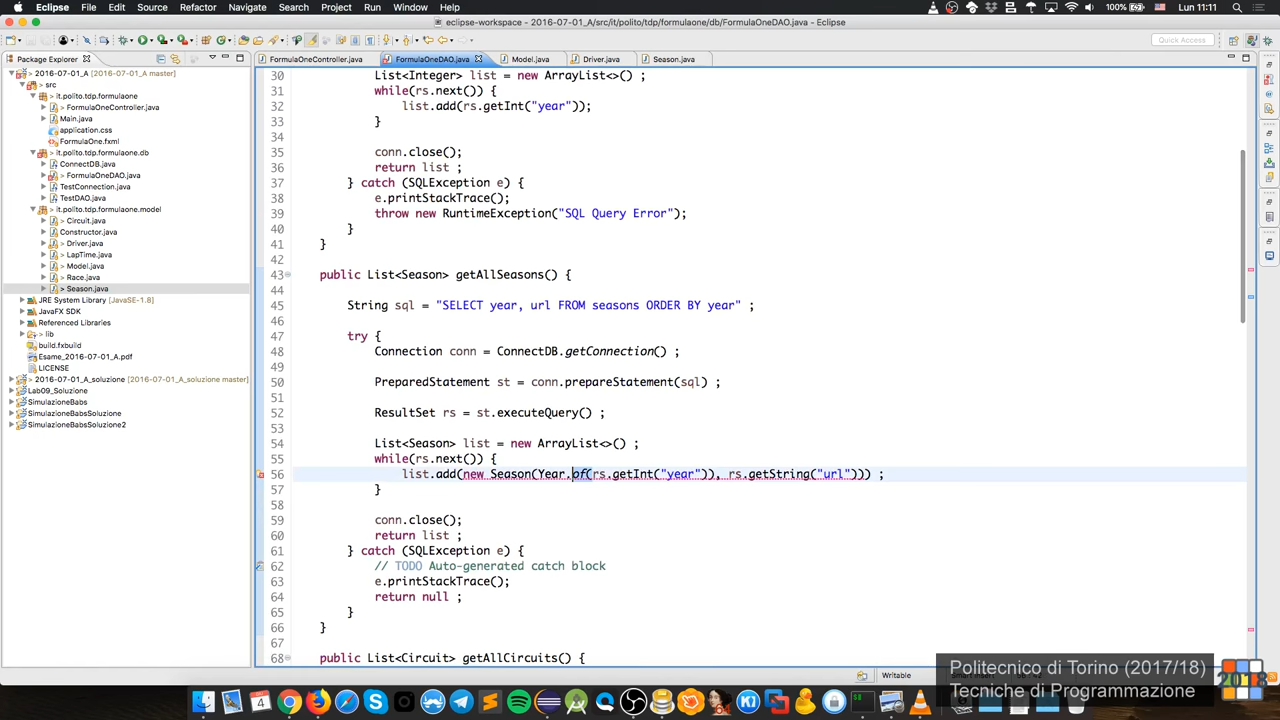 Eclipse File Edit Source Refactor Navigate Search Project Run Window Help
100% Lun 11:11
eclipse-workspace - 2016-07-01_A/src/it/polito/tdp/formulaone/db/FormulaOneDAO.java - Eclipse
Quick Access
Package Explorer
FormulaOneController.java FormulaOneDAO.java Model.java Driver.java Season.java
> 2016-07-01_A [2016-07-01_A master]
> src
> it.polito.tdp.formulaone
> FormulaOneController.java
> Main.java
application.css
FormulaOne.fxml
> it.polito.tdp.formulaone.db
ConnectDB.java
> FormulaOneDAO.java
TestConnection.java
TestDAO.java
> it.polito.tdp.formulaone.model
> Circuit.java
Constructor.java
> Driver.java
> LapTime.java
> Model.java
> Race.java
> Season.java
JRE System Library [JavaSE-1.8]
JavaFX SDK
Referenced Libraries
> lib
build.fxbuild
Esame_2016-07-01_A.pdf
LICENSE
> 2016-07-01_A_soluzione [2016-07-01_A_soluzione master]
Lab09_Soluzione
SimulazioneBabs
SimulazioneBabsSoluzione
SimulazioneBabsSoluzione2
30 List<Integer> list = new ArrayList<>() ;
31 while(rs.next()) {
32 list.add(rs.getInt("year"));
33 }
34
35 conn.close();
36 return list ;
37 } catch (SQLException e) {
38 e.printStackTrace();
39 throw new RuntimeException("SQL Query Error");
40 }
41 }
42
43 public List<Season> getAllSeasons() {
44
45 String sql = "SELECT year, url FROM seasons ORDER BY year" ;
46
47 try {
48 Connection conn = ConnectDB.getConnection() ;
49
50 PreparedStatement st = conn.prepareStatement(sql) ;
51
52 ResultSet rs = st.executeQuery() ;
53
54 List<Season> list = new ArrayList<>() ;
55 while(rs.next()) {
56 list.add(new Season(Year.of(rs.getInt("year")), rs.getString("url"))) ;
57 }
58
59 conn.close();
60 return list ;
61 } catch (SQLException e) {
62 // TODO Auto-generated catch block
63 e.printStackTrace();
64 return null ;
65 }
66 }
67
68 public List<Circuit> getAllCircuits() {
Writable
Politecnico di Torino (2017/18)
Tecniche di Programmazione
2018